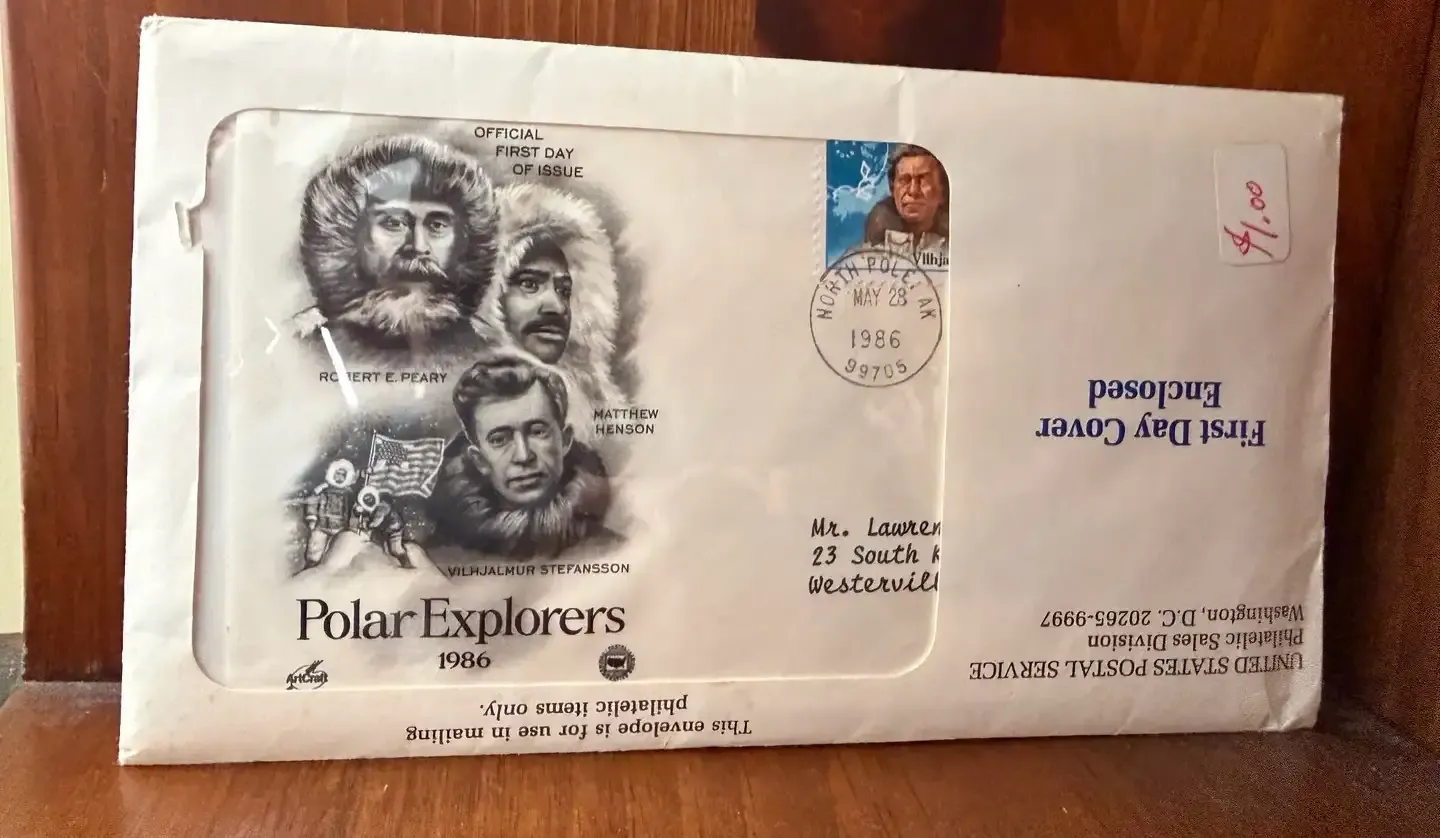 OFFICIAL
FIRST DAY
OF ISSUE
ROBERT E. PEARY
MATTHEW
HENSON
VILHJALMUR STEFANSSON
Polar Explorers
1986
ArtCraft
Vilhja
NORTH POLE, AK
MAY 28
1986
99705
Mr. Lawren
23 South K
Westervill
$1.00
First Day Cover
Enclosed
UNITED STATES POSTAL SERVICE
Philatelic Sales Division
Washington, D.C. 20265-9997
This envelope is for use in mailing
philatelic items only.